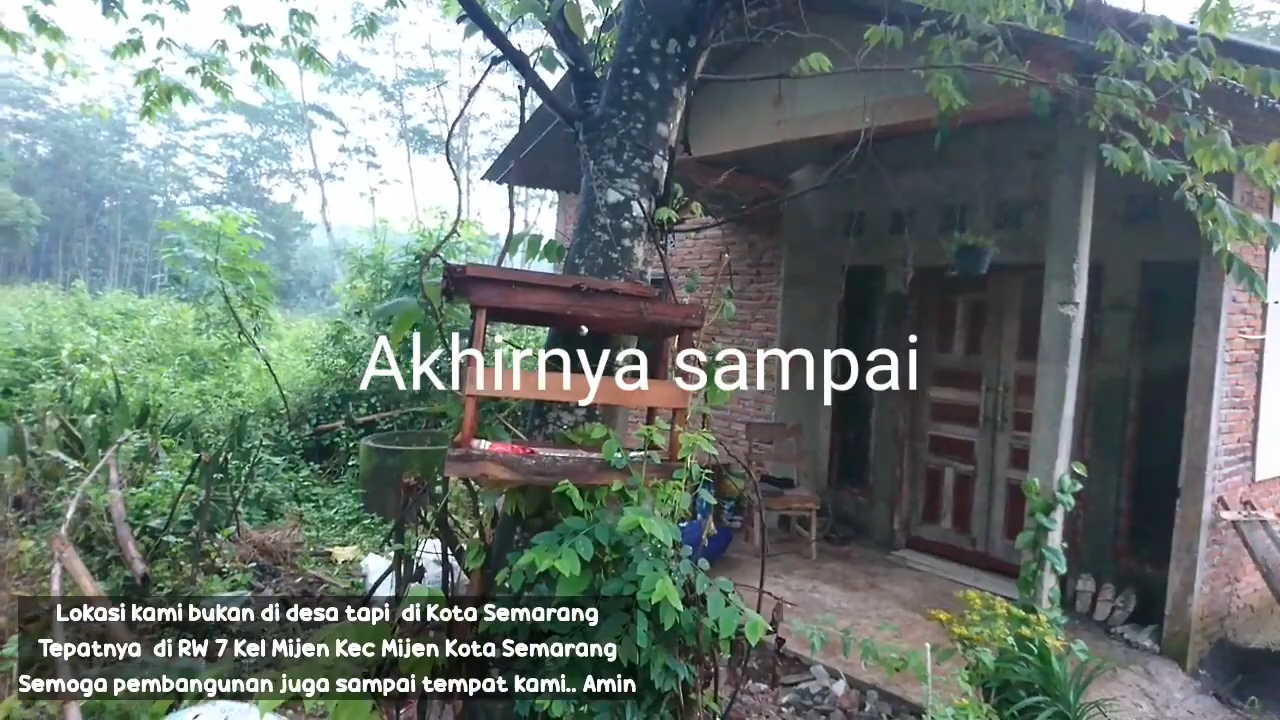 Akhirnya sampai
Lokasi kami bukan di desa tapi di Kota Semarang
Tepatnya di RW 7 Kel Mijen Kec Mijen Kota Semarang
Semoga pembangunan juga sampai tempat kami.. Amin